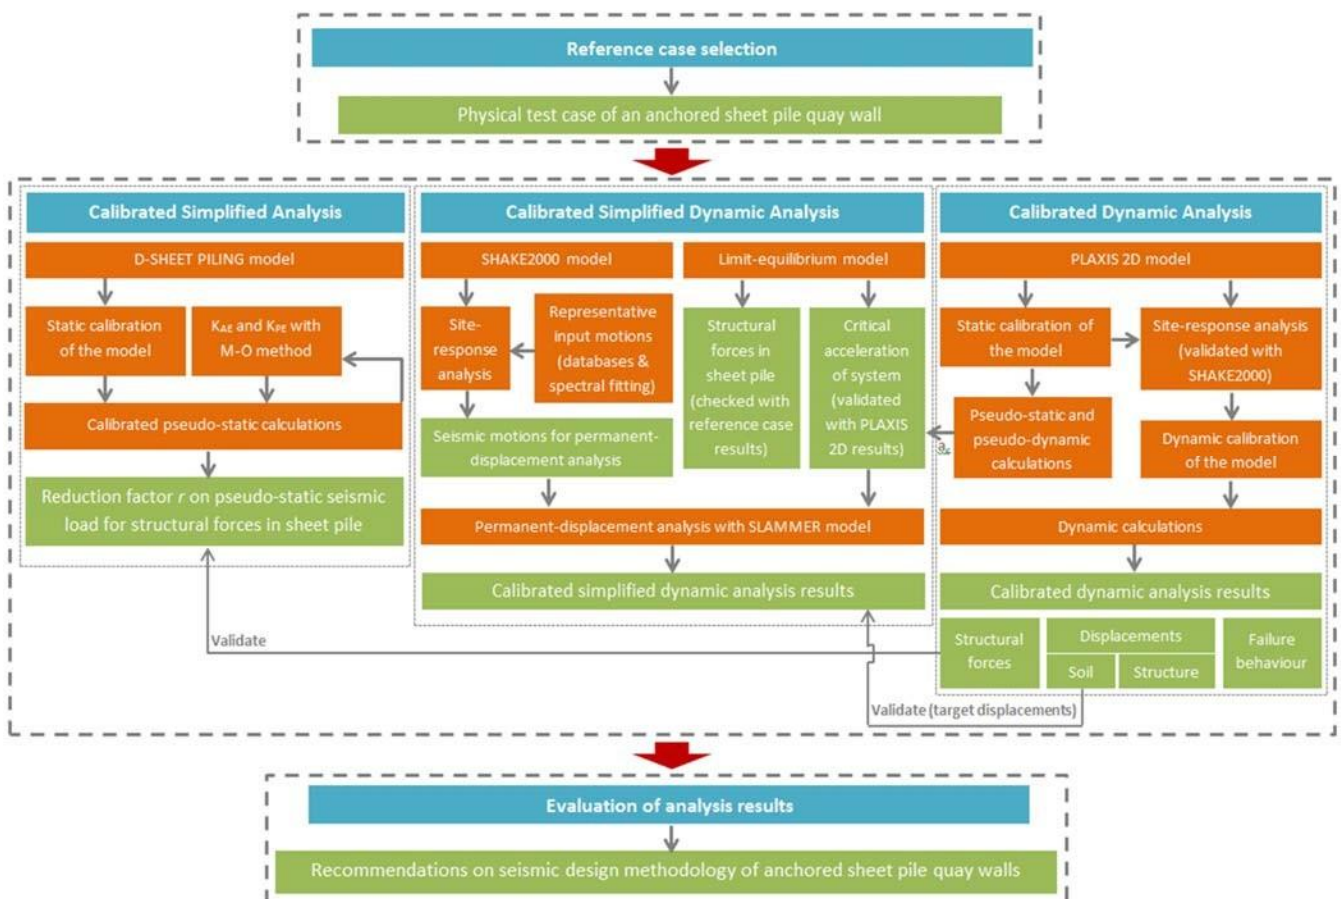 Reference case selection
Physical test case of an anchored sheet pile quay wall
Calibrated Simplified Analysis
D-SHEET PILING model
Static calibration
of the model
KAE and KPE with
M-O method
Calibrated pseudo-static calculations
Reduction factor r on pseudo-static seismic
load for structural forces in sheet pile
Calibrated Simplified Dynamic Analysis
SHAKE2000 model
Site-
response
analysis
Representative
input motions
(databases &
spectral fitting)
Seismic motions for permanent-
displacement analysis
Limit-equilibrium model
Structural
forces in
sheet pile
(checked with
reference case
results)
Critical
acceleration
of system
(validated
with PLAXIS
2D results)
Permanent-displacement analysis with SLAMMER model
Calibrated simplified dynamic analysis results
Calibrated Dynamic Analysis
PLAXIS 2D model
Static calibration of
the model
Site-response analysis
(validated with
SHAKE2000)
Pseudo-static and
pseudo-dynamic
calculations
Dynamic calibration
of the model
Dynamic calculations
Calibrated dynamic analysis results
Structural
forces
Displacements
Soil
Structure
Failure
behaviour
Validate
Validate (target displacements)
Evaluation of analysis results
Recommendations on seismic design methodology of anchored sheet pile quay walls